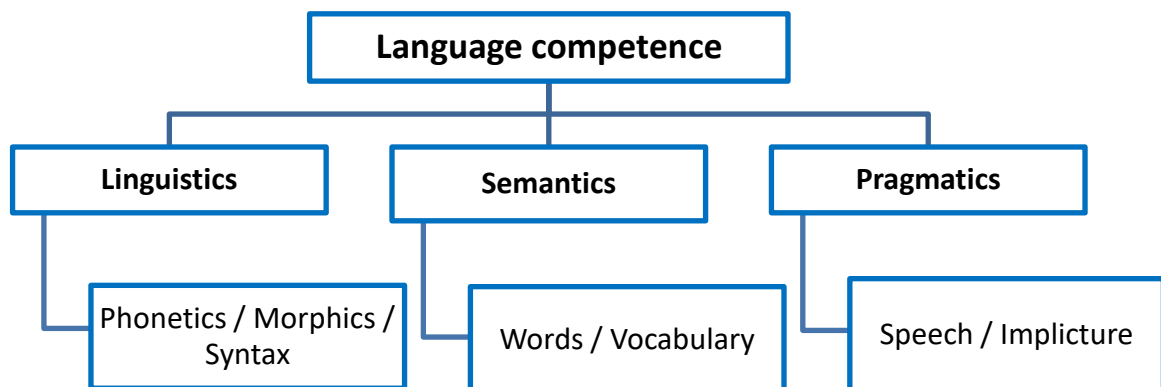 Language competence
Linguistics
Semantics
Pragmatics
Phonetics / Morphics /
Syntax
Words / Vocabulary
Speech / Implicture